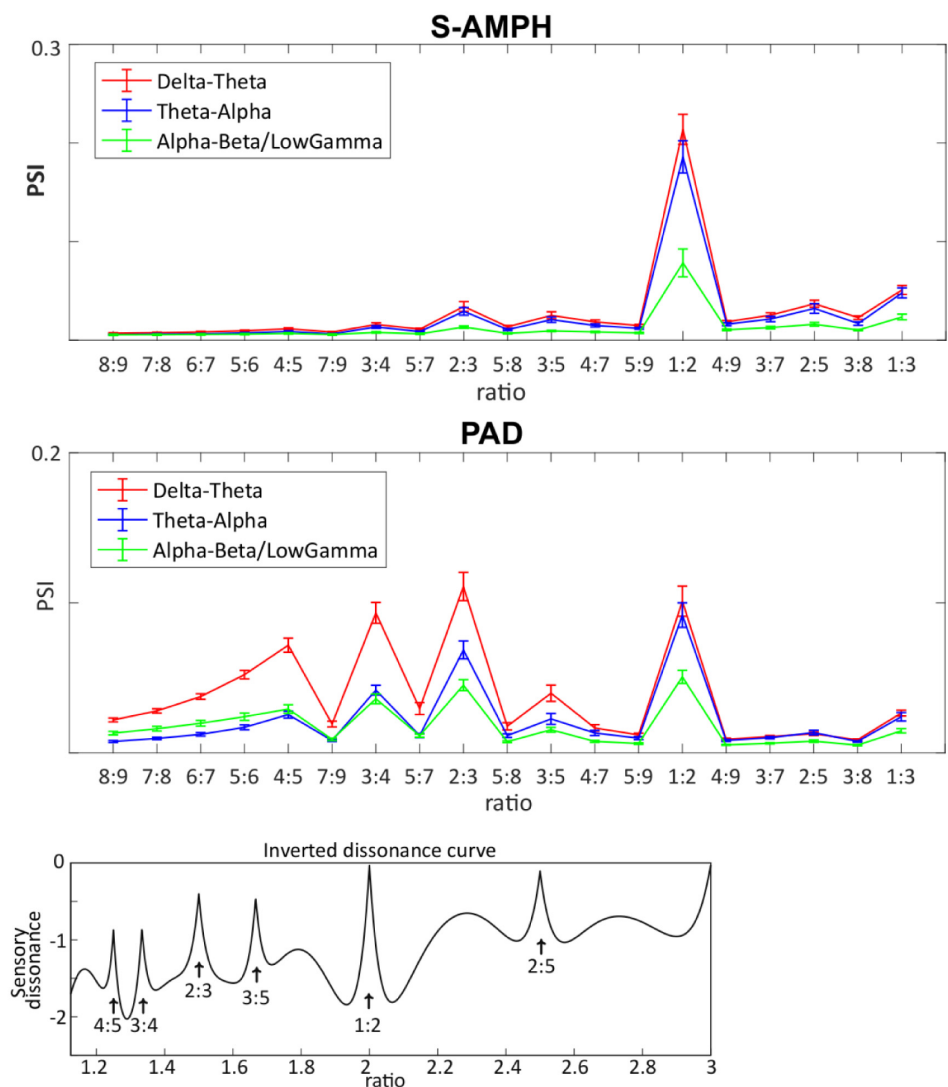 S-AMPH
0.3
Delta-Theta
Theta-Alpha
Alpha-Beta/LowGamma
PSI
8:9 7:8 6:7 5:6 4:5 7:9 3:4 5:7 2:3 5:8 3:5 4:7 5:9 1:2 4:9 3:7 2:5 3:8 1:3
ratio
PAD
0.2
Delta-Theta
Theta-Alpha
Alpha-Beta/LowGamma
PSI
8:9 7:8 6:7 5:6 4:5 7:9 3:4 5:7 2:3 5:8 3:5 4:7 5:9 1:2 4:9 3:7 2:5 3:8 1:3
ratio
Inverted dissonance curve
0
-1
-2
Sensory
dissonance
4:5 3:4 2:3 3:5 1:2 2:5
1.2 1.4 1.6 1.8 2 2.2 2.4 2.6 2.8 3
ratio